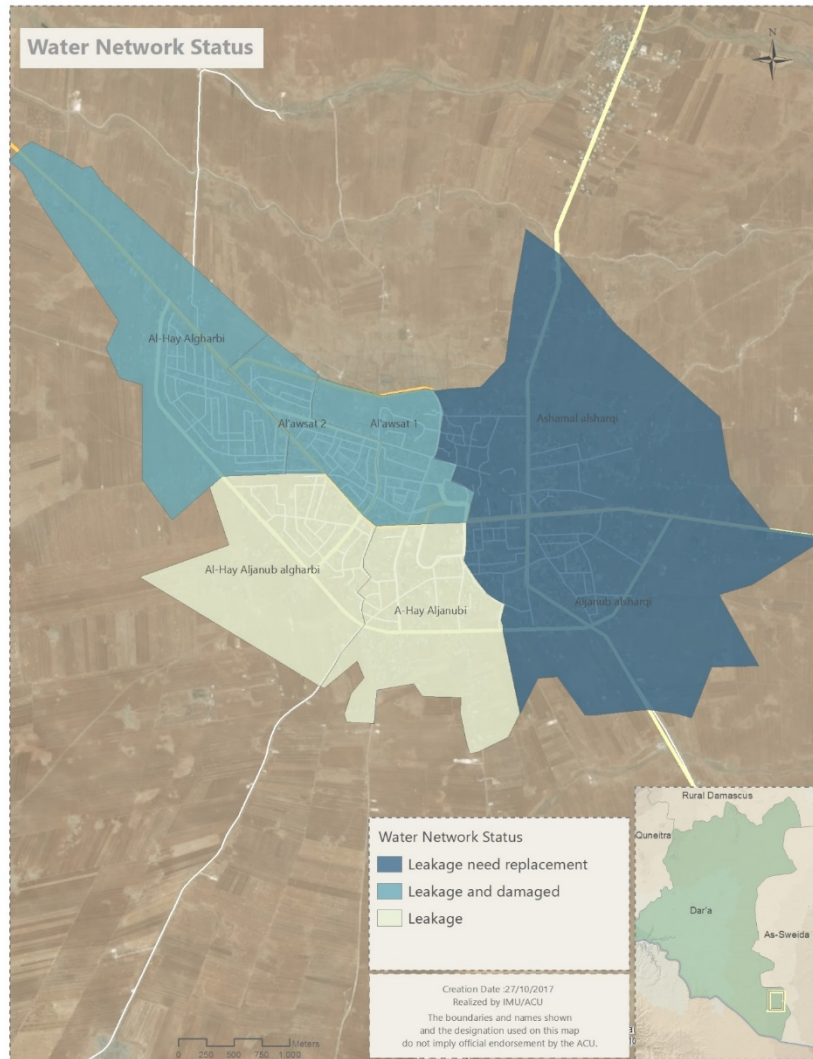 Water Network Status
N
Al-Hay Algharbi
Al'awsat 2
Al'awsat 1
Ashamal alsharqi
Al-Hay Aljanub algharbi
A-Hay Aljanubi
Aljanub alsharqi
Water Network Status
Leakage need replacement
Leakage and damaged
Leakage
Creation Date :27/10/2017
Realized by IMU/ACU
The boundaries and names shown
and the designation used on this map
do not imply official endorsement by the ACU.
Meters
0 250 500 1 000
Rural Damascus
Quneitra
Dar'a
As-Sweida